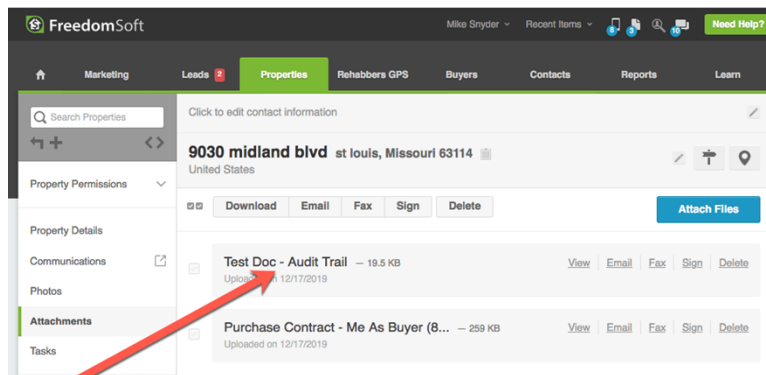 FreedomSoft
Mike Snyder Recent Items 8 3 10 Need Help?
Marketing Leads 2 Properties Rehabbers GPS Buyers Contacts Reports Learn
Search Properties
Click to edit contact information
9030 midland blvd st louis, Missouri 63114
United States
Property Permissions
Download Email Fax Sign Delete
Attach Files
Property Details
Communications
Photos
Attachments
Tasks
Test Doc - Audit Trail — 19.5 KB
View Email Fax Sign Delete
Uploaded on 12/17/2019
Purchase Contract - Me As Buyer (8... — 259 KB
View Email Fax Sign Delete
Uploaded on 12/17/2019